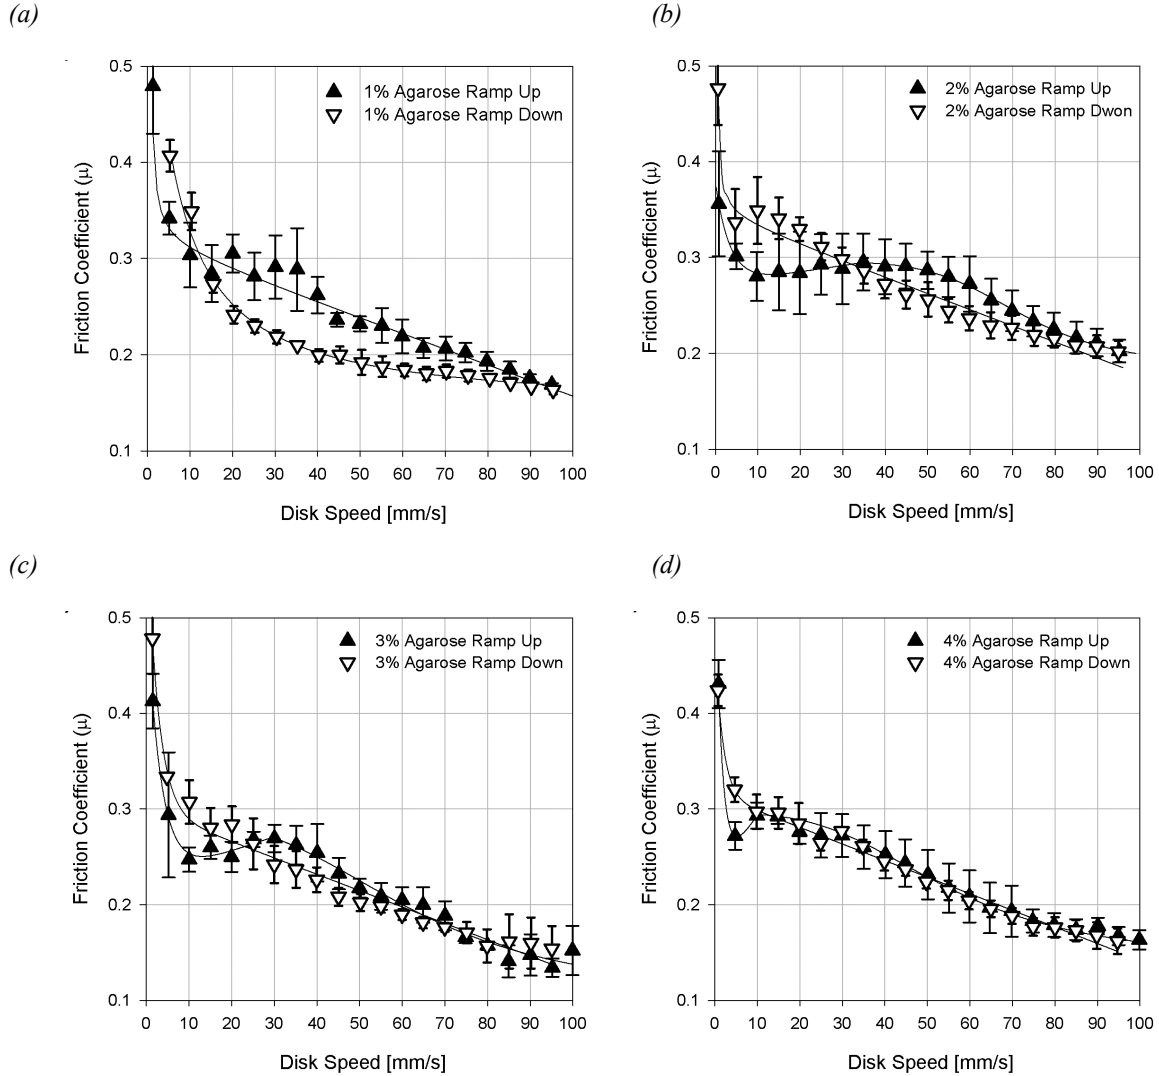 (a)
(b)
0.5
0.4
0.3
0.2
0.1
Friction Coefficient (μ)
1% Agarose Ramp Up
1% Agarose Ramp Down
0 10 20 30 40 50 60 70 80 90 100
Disk Speed [mm/s]
0.5
0.4
0.3
0.2
0.1
Friction Coefficient (μ)
2% Agarose Ramp Up
2% Agarose Ramp Dwon
0 10 20 30 40 50 60 70 80 90 100
Disk Speed [mm/s]
(c)
(d)
0.5
0.4
0.3
0.2
0.1
Friction Coefficient (μ)
3% Agarose Ramp Up
3% Agarose Ramp Down
0 10 20 30 40 50 60 70 80 90 100
Disk Speed [mm/s]
0.5
0.4
0.3
0.2
0.1
Friction Coefficient (μ)
4% Agarose Ramp Up
4% Agarose Ramp Down
0 10 20 30 40 50 60 70 80 90 100
Disk Speed [mm/s]